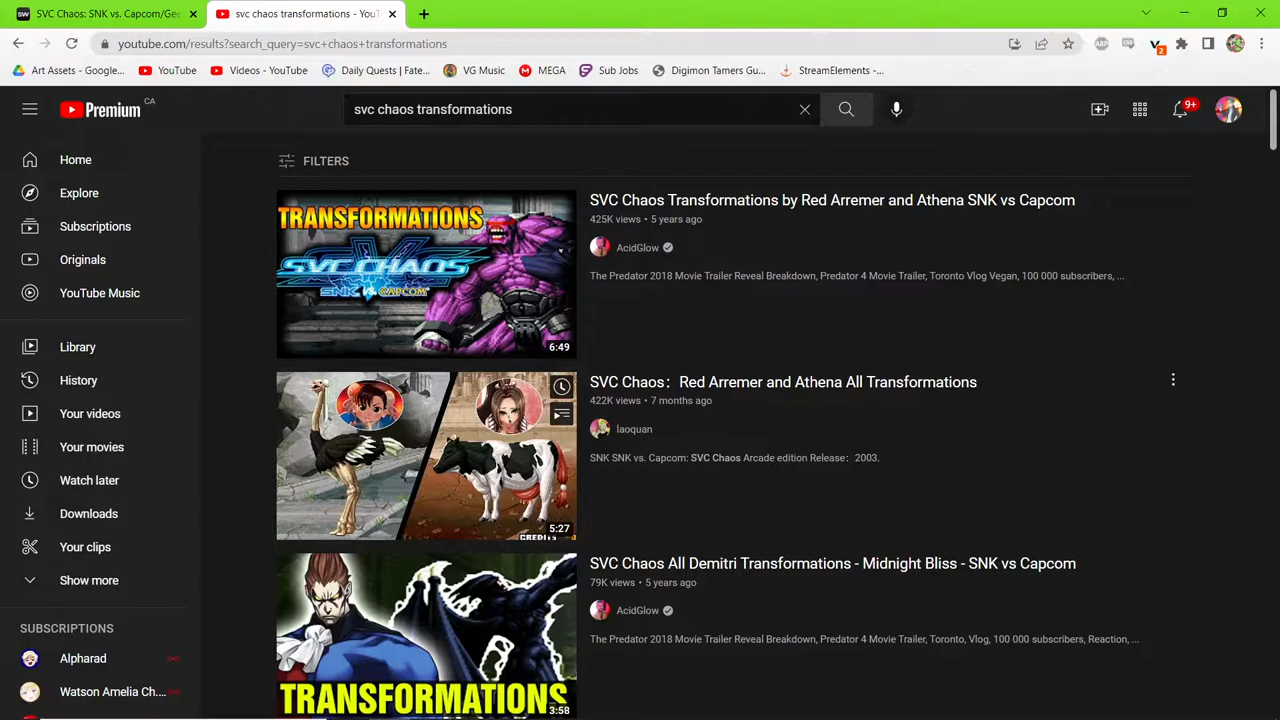 SVC Chaos: SNK vs. Capcom/Gee
svc chaos transformations - YouT
youtube.com/results?search_query=svc+chaos+transformations
ABP
CSS
2
Art Assets - Google...
YouTube
Videos - YouTube
Daily Quests | Fate...
VG Music
MEGA
Sub Jobs
Digimon Tamers Gu...
StreamElements -...
Premium CA
svc chaos transformations
9+
Home
Explore
Subscriptions
Originals
YouTube Music
Library
History
Your videos
Your movies
Watch later
Downloads
Your clips
Show more
SUBSCRIPTIONS
Alpharad
Watson Amelia Ch...
FILTERS
TRANSFORMATIONS
SVC CHAOS
SNK VS CAPCOM
6:49
SVC Chaos Transformations by Red Arremer and Athena SNK vs Capcom
425K views • 5 years ago
AcidGlow
The Predator 2018 Movie Trailer Reveal Breakdown, Predator 4 Movie Trailer, Toronto Vlog Vegan, 100 000 subscribers, ...
5:27
SVC Chaos：Red Arremer and Athena All Transformations
422K views • 7 months ago
laoquan
SNK SNK vs. Capcom: SVC Chaos Arcade edition Release：2003.
TRANSFORMATIONS
3:58
SVC Chaos All Demitri Transformations - Midnight Bliss - SNK vs Capcom
79K views • 5 years ago
AcidGlow
The Predator 2018 Movie Trailer Reveal Breakdown, Predator 4 Movie Trailer, Toronto, Vlog, 100 000 subscribers, Reaction, ...